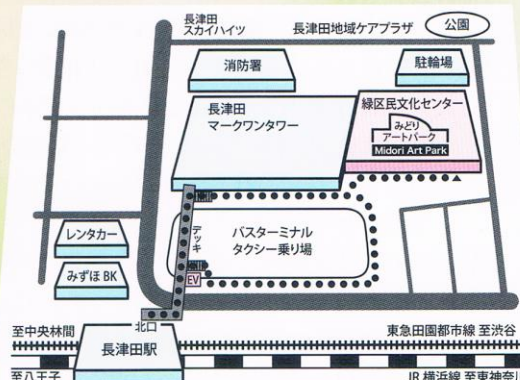 長津田
スカイハイツ
長津田地域ケアプラザ
公園
消防署
駐輪場
長津田
マークワンタワー
緑区民文化センター
みどり
アートパーク
Midori Art Park
レンタカー
みずほ BK
デッキ
バスターミナル
タクシー乗り場
EV
北口
至中央林間
東急田園都市線 至渋谷
長津田駅
至八王子
JR 横浜線 至東神奈川